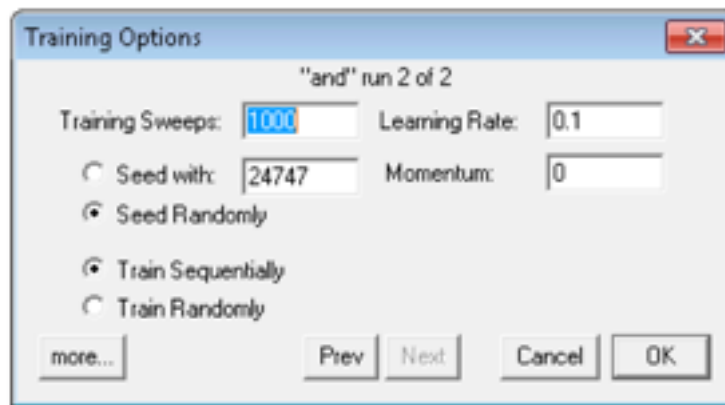 Training Options
"and" run 2 of 2
Training Sweeps: 1000 Learning Rate: 0.1
Seed with: 24747 Momentum: 0
Seed Randomly
Train Sequentially
Train Randomly
more... Prev Next Cancel OK